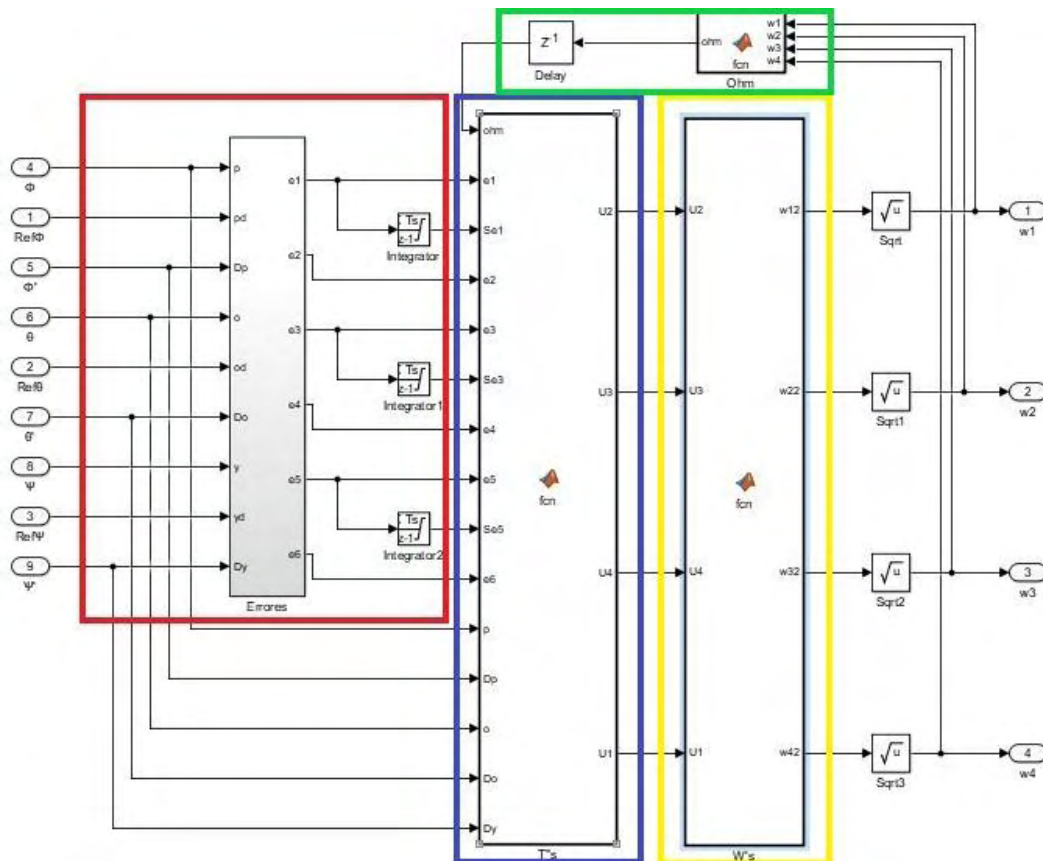 w1
w2
w3
w4
ohm
fcn
Ohm
Z-1
Delay
4
Φ
1
RefΦ
5
Φ'
6
θ
2
Refθ
7
θ'
8
Ψ
3
RefΨ
9
Ψ'
p
pd
Dp
o
od
Do
y
yd
Dy
e1
e2
e3
e4
e5
e6
Errores
Ts
z-1
Integrator
Ts
z-1
Integrator1
Ts
z-1
Integrator2
ohm
e1
Se1
e2
e3
Se3
e4
e5
Se5
e6
p
Dp
o
Do
Dy
fcn
U2
U3
U4
U1
T"s
U2
U3
U4
U1
fcn
w12
w22
w32
w42
W"s
√u
Sqrt
√u
Sqrt1
√u
Sqrt2
√u
Sqrt3
1
w1
2
w2
3
w3
4
w4